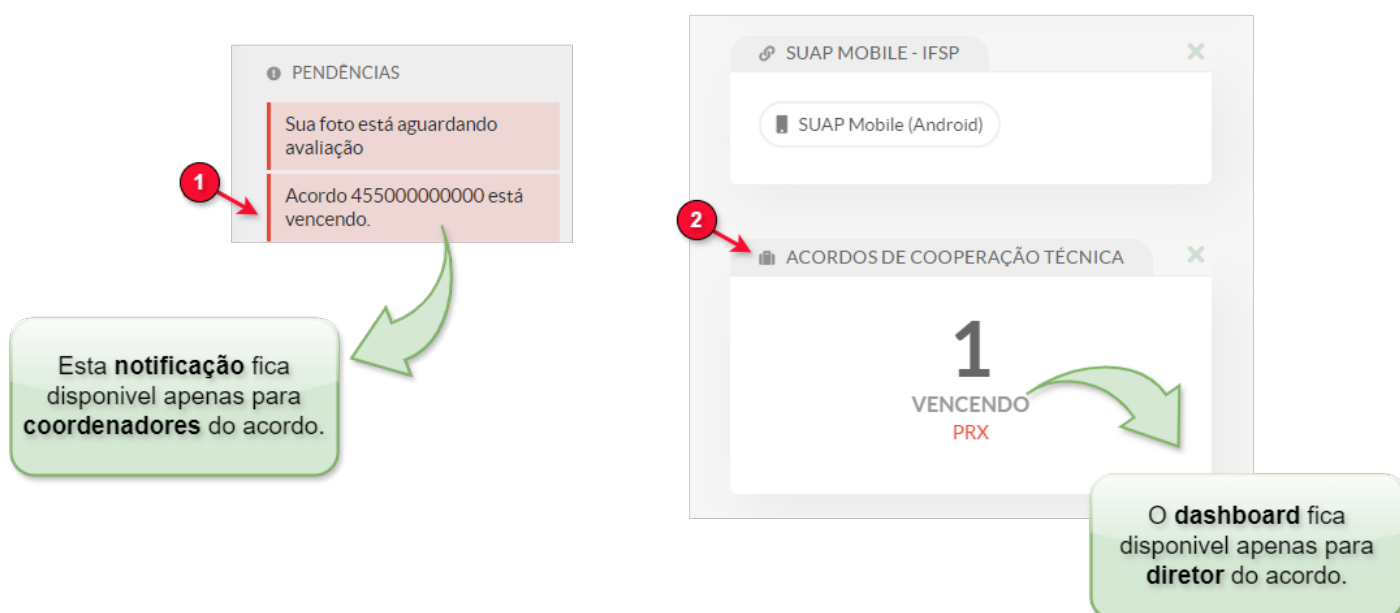 PENDÊNCIAS
Sua foto está aguardando
avaliação
1
Acordo 455000000000 está
vencendo.
Esta notificação fica
disponivel apenas para
coordenadores do acordo.
SUAP MOBILE - IFSP
SUAP Mobile (Android)
2
ACORDOS DE COOPERAÇÃO TÉCNICA
1
VENCENDO
PRX
O dashboard fica
disponivel apenas para
diretor do acordo.